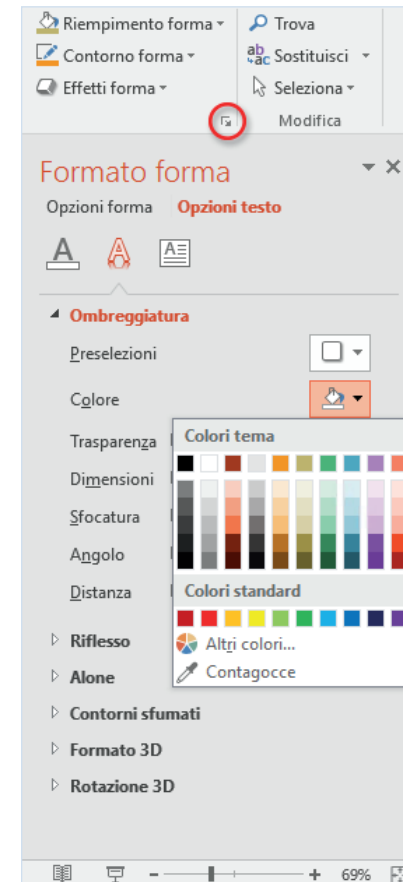 Riempimento forma
Trova
Contorno forma
Sostituisci
Effetti forma
Seleziona
Modifica
Formato forma
Opzioni forma Opzioni testo
Ombreggiatura
Preselezioni
Colore
Trasparenza
Colori tema
Dimensioni
Sfocatura
Angolo
Distanza
Colori standard
Riflesso
Altri colori...
Alone
Contagocce
Contorni sfumati
Formato 3D
Rotazione 3D
69%